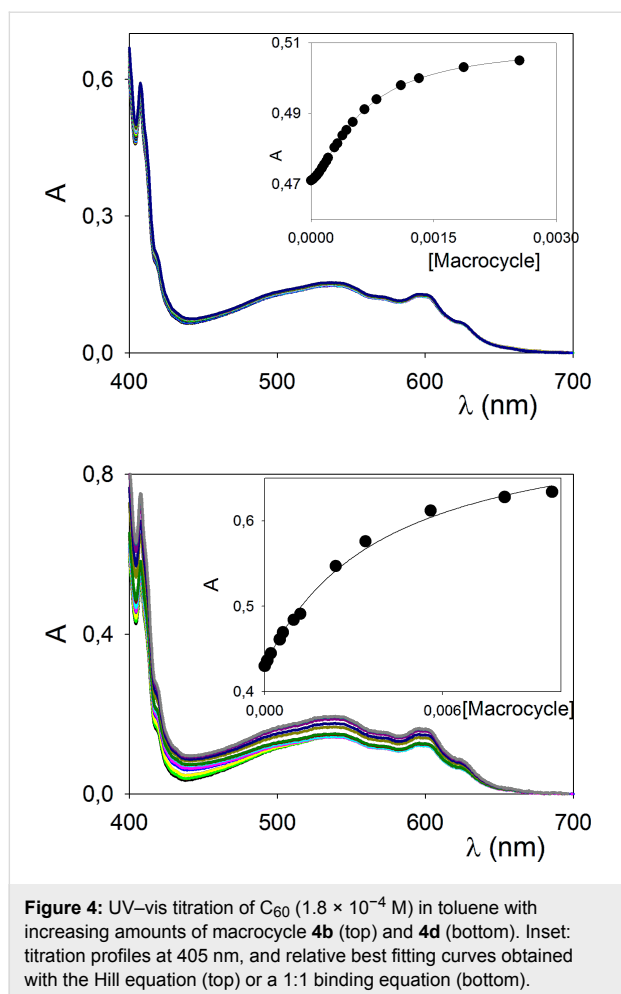 0,6
0,3
0,0
A
400
500
600
700
λ (nm)
0,51
0,49
0,47
A
0,0000
0,0015
0,0030
[Macrocycle]
0,8
0,4
0,0
A
400
500
600
700
λ (nm)
0,6
0,5
0,4
A
0,000
0,006
[Macrocycle]
Figure 4: UV–vis titration of C₆₀ (1.8 × 10⁻⁴ M) in toluene with
increasing amounts of macrocycle 4b (top) and 4d (bottom). Inset:
titration profiles at 405 nm, and relative best fitting curves obtained
with the Hill equation (top) or a 1:1 binding equation (bottom).